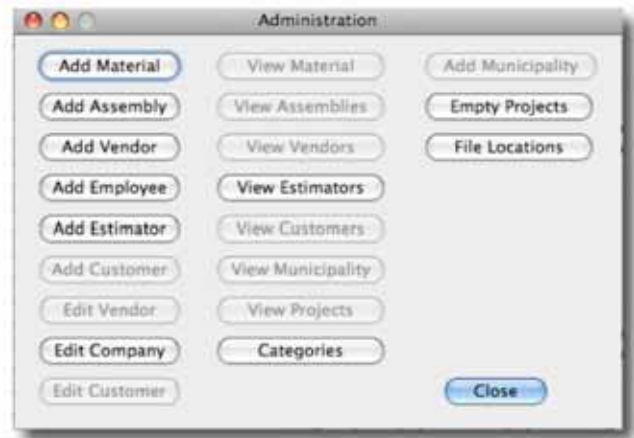 Administration
Add Material View Material Add Municipality
Add Assembly View Assemblies Empty Projects
Add Vendor View Vendors File Locations
Add Employee View Estimators
Add Estimator View Customers
Add Customer View Municipality
Edit Vendor View Projects
Edit Company Categories
Edit Customer Close